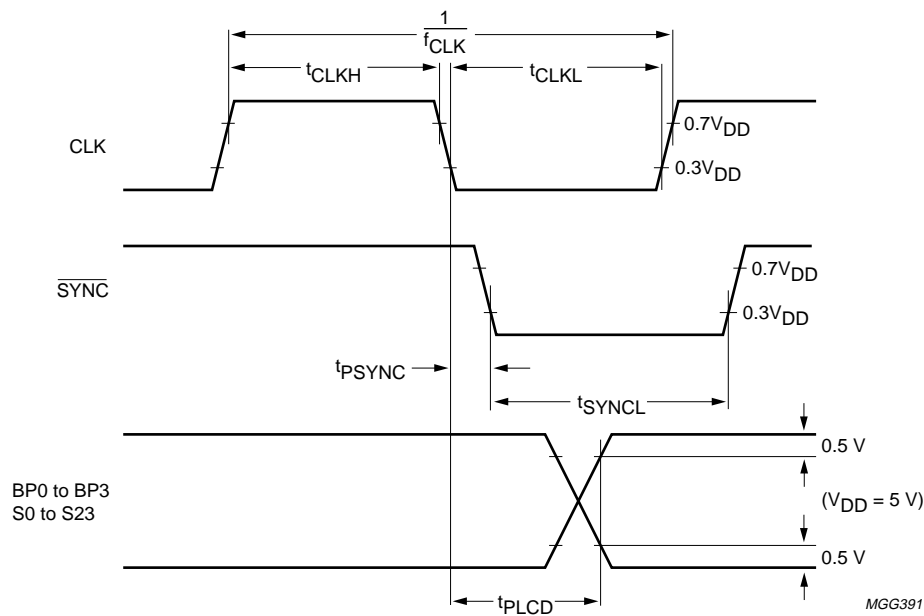 1
fCLK
tCLKH
tCLKL
0.7VDD
CLK
0.3VDD
0.7VDD
SYNC
0.3VDD
tPSYNC
tSYNCL
0.5 V
BP0 to BP3
S0 to S23
(VDD = 5 V)
0.5 V
tPLCD
MGG391